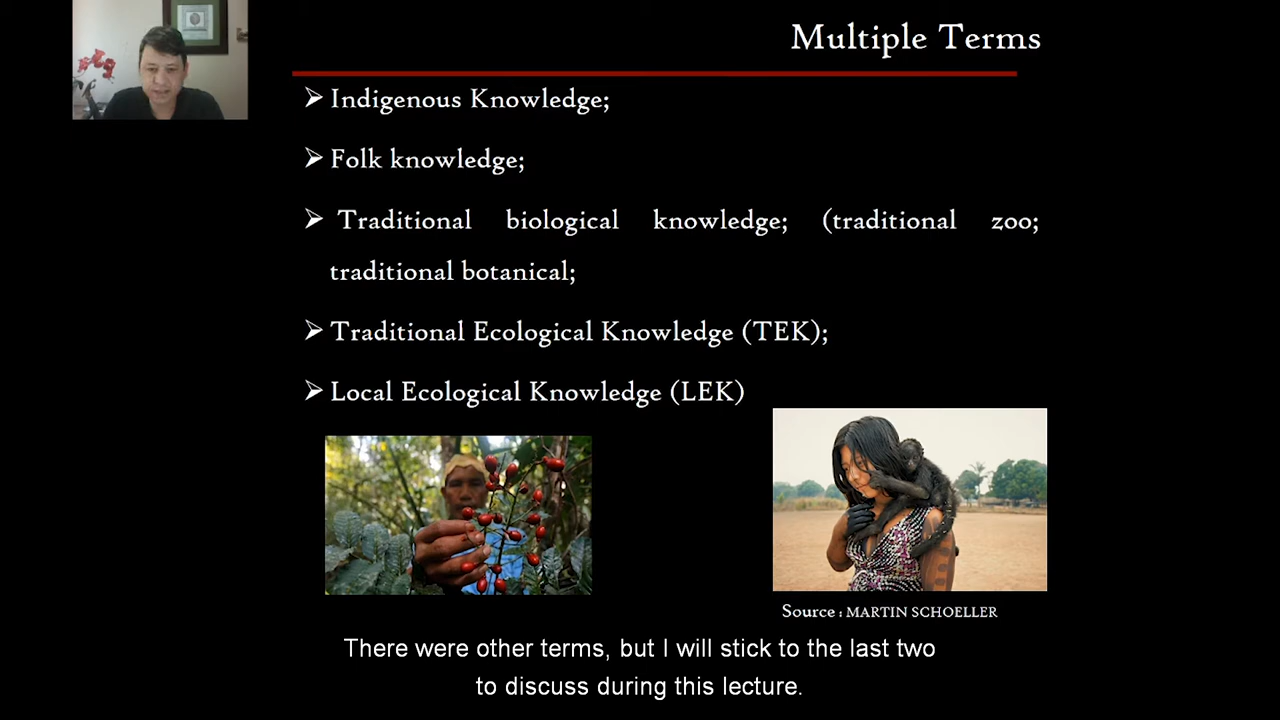 Multiple Terms
➢ Indigenous Knowledge;
➢ Folk knowledge;
➢ Traditional biological knowledge; (traditional zoo;
traditional botanical;
➢ Traditional Ecological Knowledge (TEK);
➢ Local Ecological Knowledge (LEK)
Source : MARTIN SCHOELLER
There were other terms, but I will stick to the last two
to discuss during this lecture.